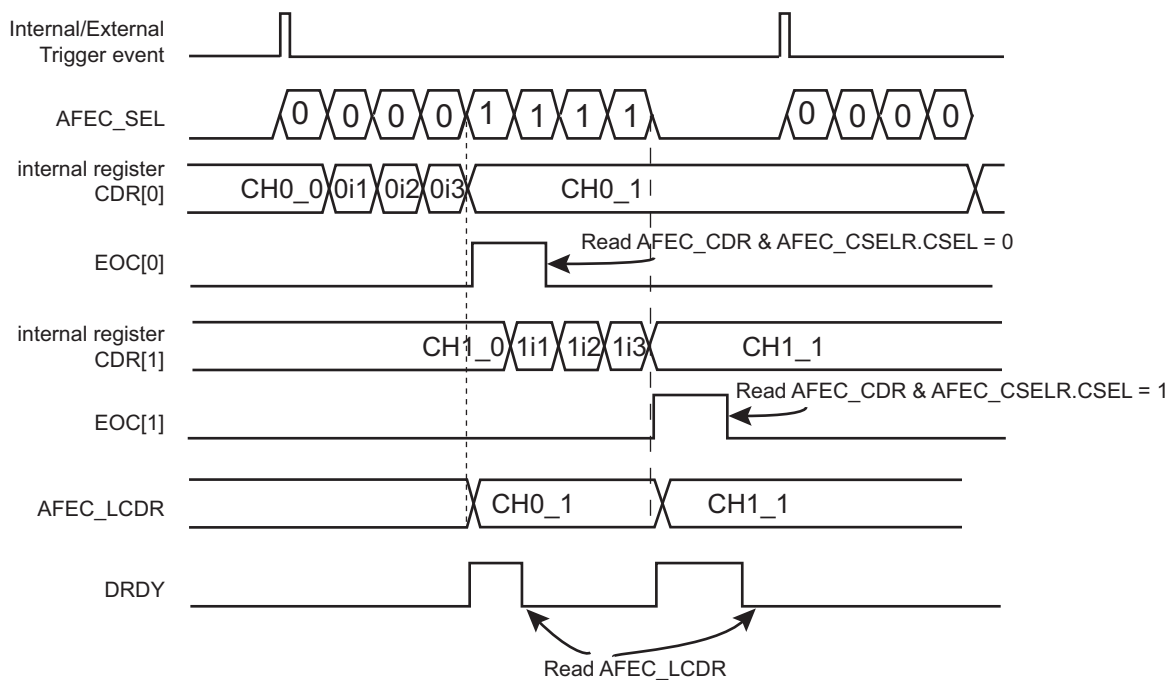 Internal/External
Trigger event
AFEC_SEL
0 0 0 0 1 1 1 1 0 0 0 0
internal register
CDR[0]
CH0_0 0i1 0i2 0i3 CH0_1
EOC[0]
Read AFEC_CDR & AFEC_CSELR.CSEL = 0
internal register
CDR[1]
CH1_0 1i1 1i2 1i3 CH1_1
EOC[1]
Read AFEC_CDR & AFEC_CSELR.CSEL = 1
AFEC_LCDR
CH0_1 CH1_1
DRDY
Read AFEC_LCDR